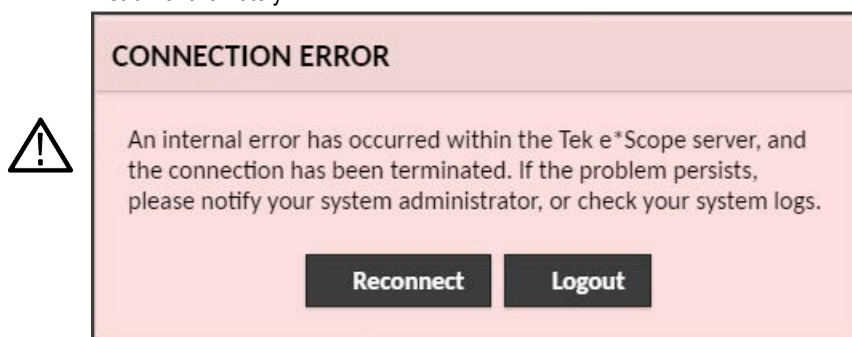 CONNECTION ERROR
An internal error has occurred within the Tek e*Scope server, and
the connection has been terminated. If the problem persists,
please notify your system administrator, or check your system logs.
Reconnect Logout